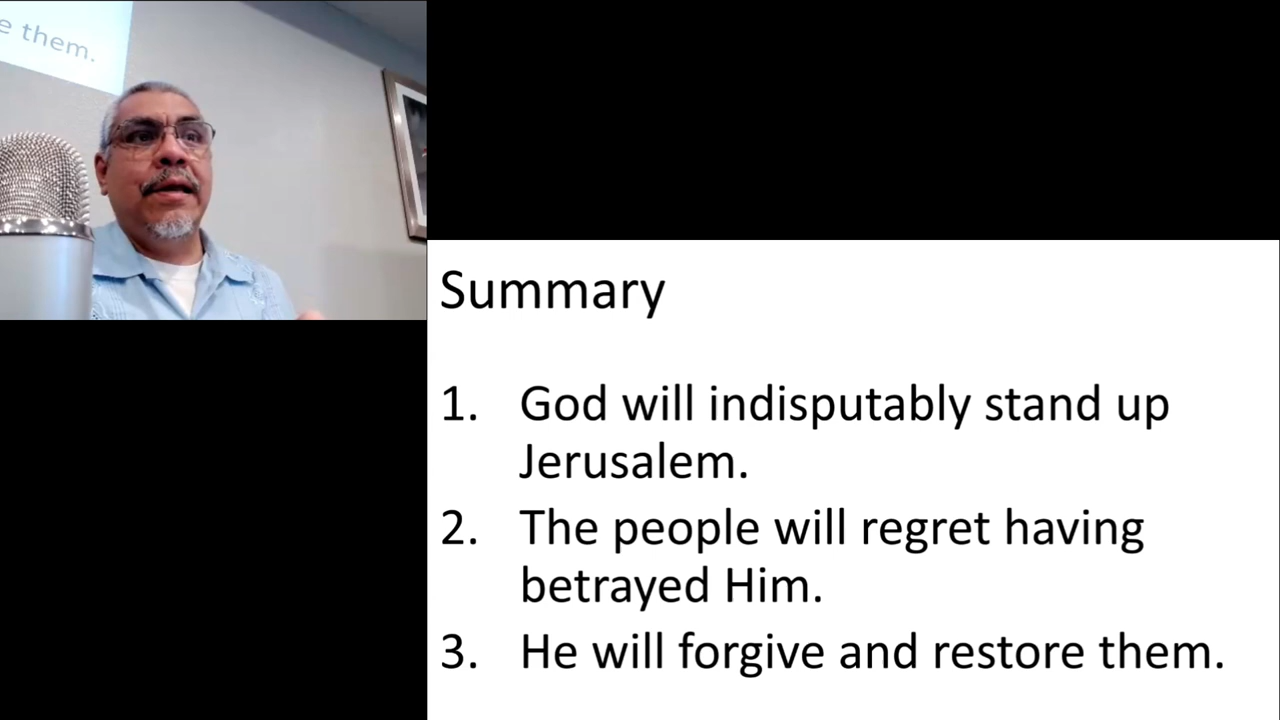 e them.
Summary
1. God will indisputably stand up
Jerusalem.
2. The people will regret having
betrayed Him.
3. He will forgive and restore them.